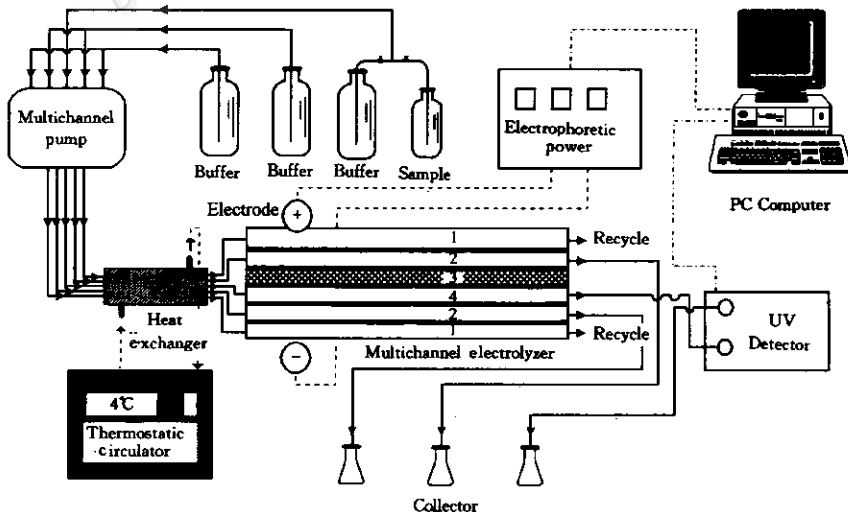 Multichannel
pump
Buffer
Buffer
Buffer
Sample
Electrophoretic
power
PC Computer
Electrode
+
1
Recycle
2
3
4
2
1
Recycle
Heat
exchanger
−
Multichannel electrolyzer
UV
Detector
4℃
Thermostatic
circulator
Collector